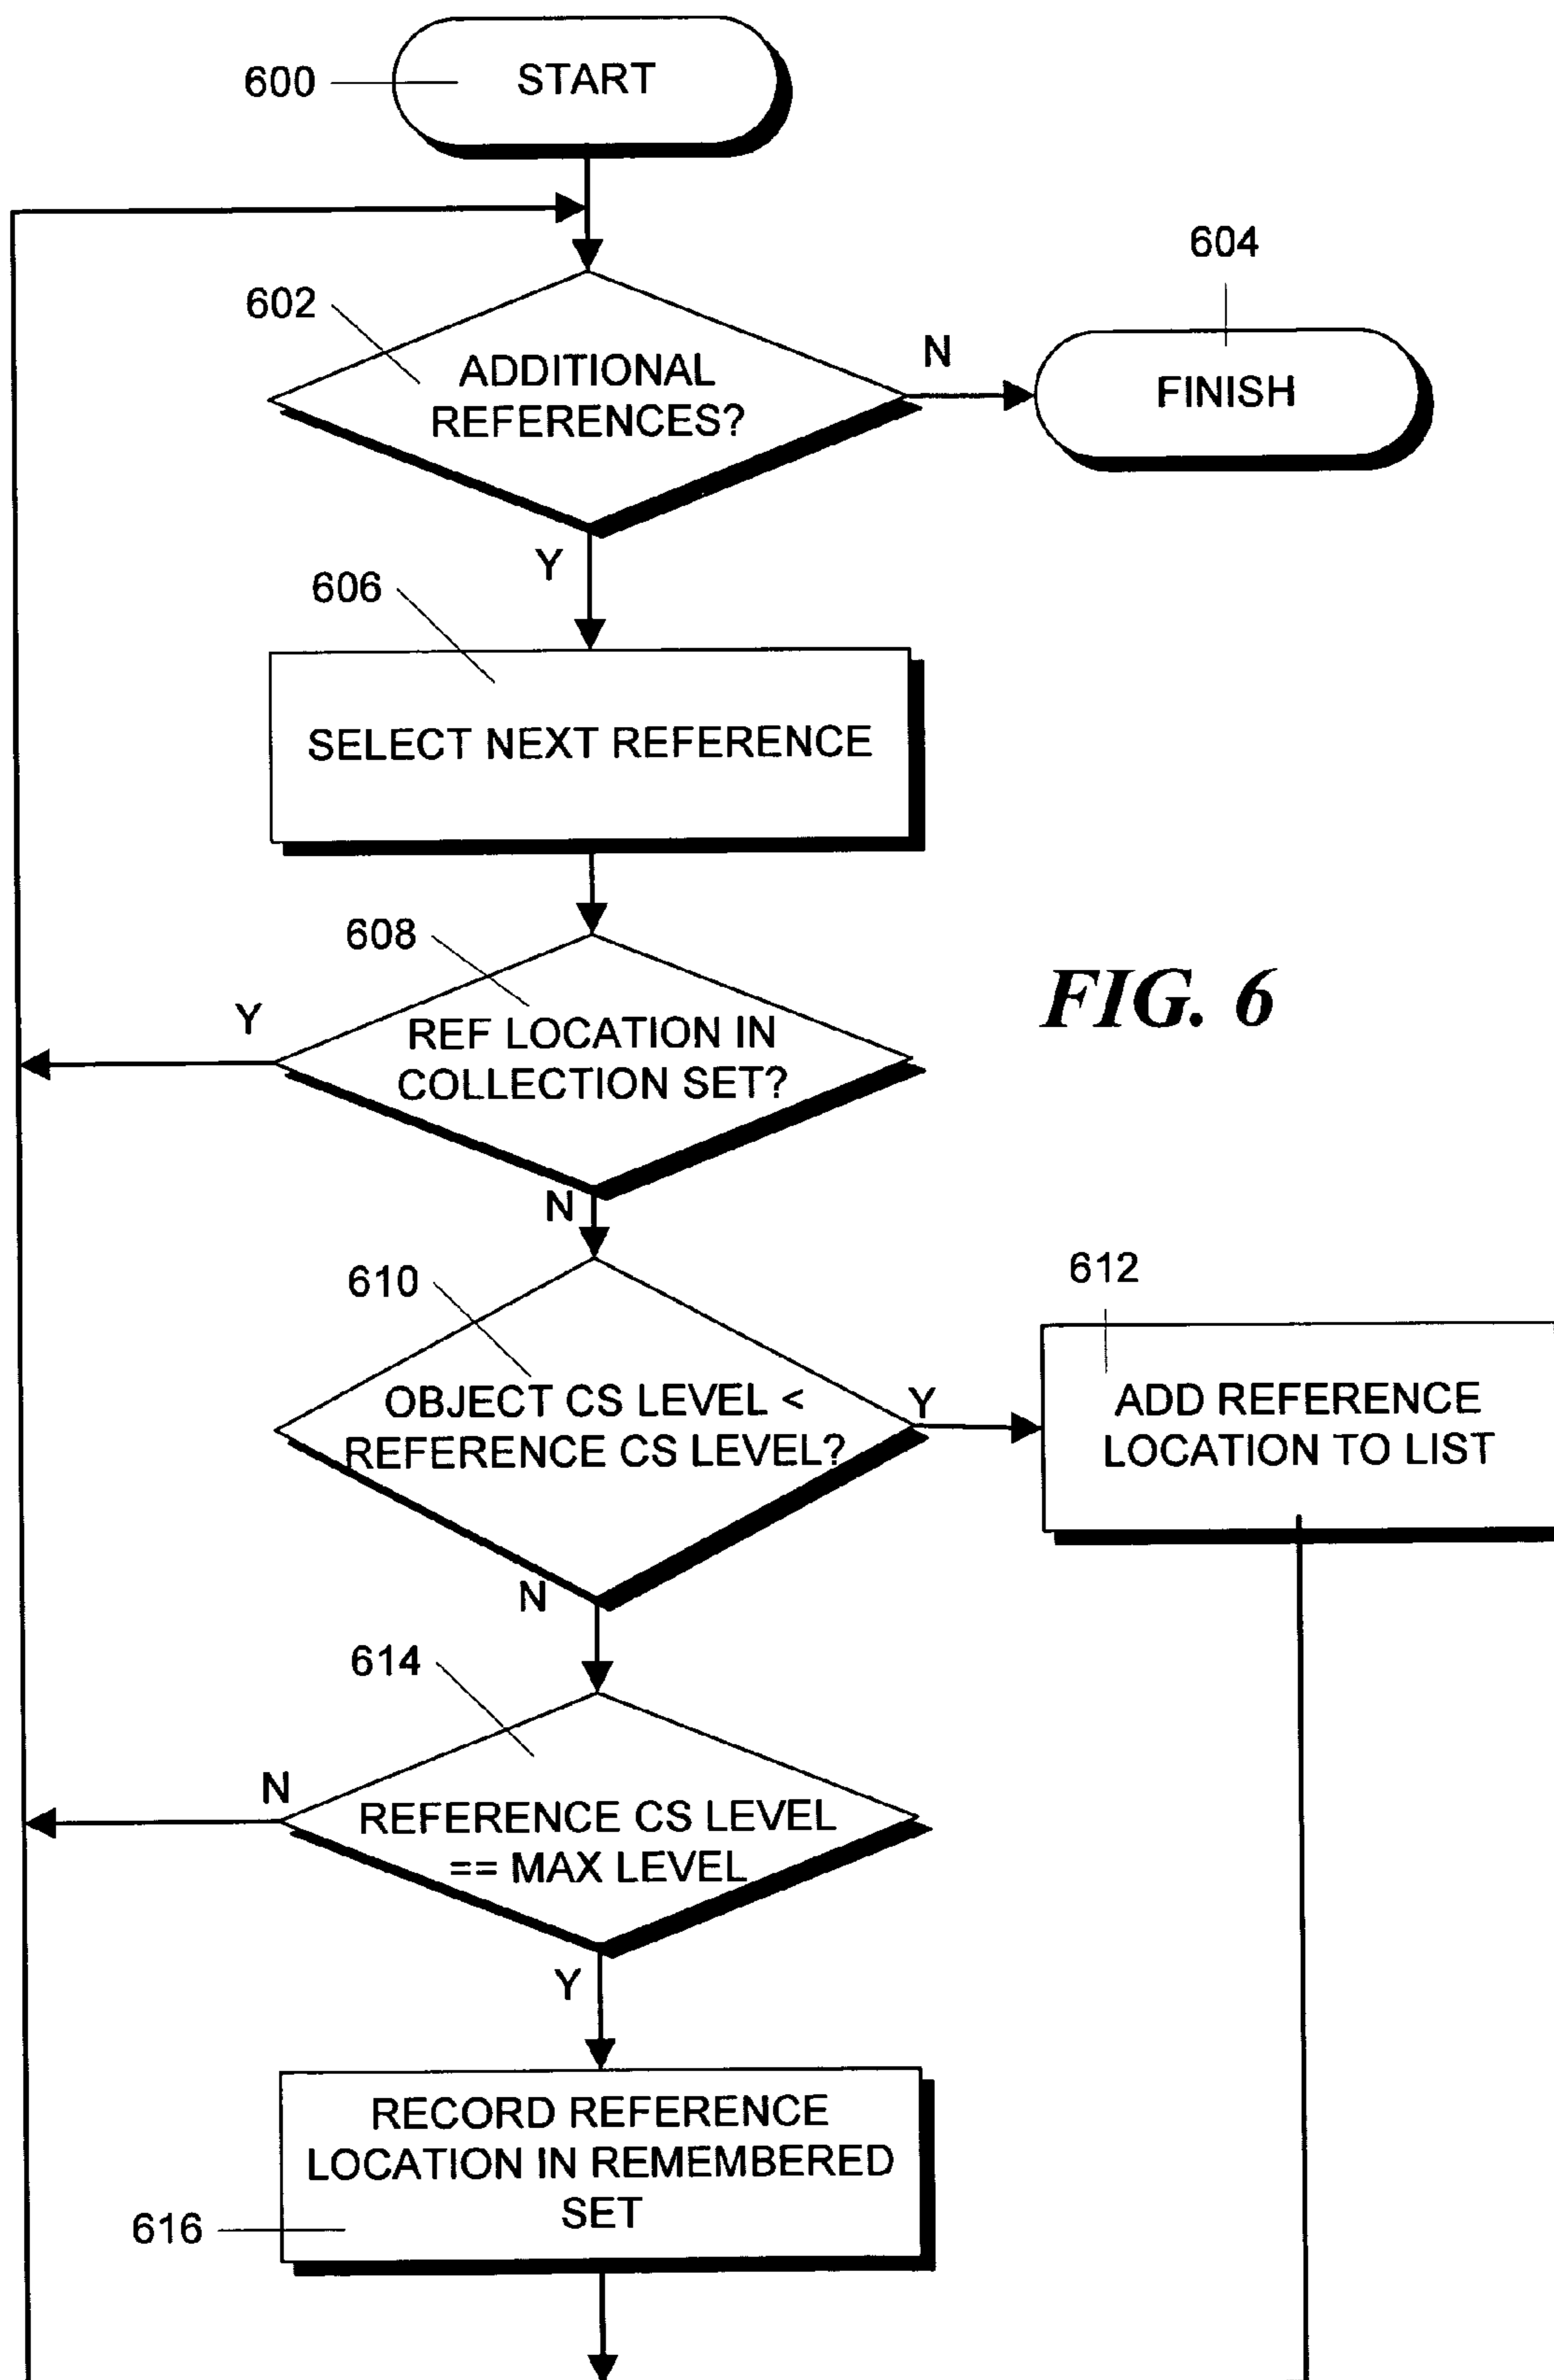 600
START
604
602
ADDITIONAL
REFERENCES?
N
FINISH
Y
606
SELECT NEXT REFERENCE
608
Y
REF LOCATION IN
COLLECTION SET?
FIG. 6
N
610
612
OBJECT CS LEVEL <
REFERENCE CS LEVEL?
Y
ADD REFERENCE
LOCATION TO LIST
N
614
N
REFERENCE CS LEVEL
== MAX LEVEL
Y
RECORD REFERENCE
LOCATION IN REMEMBERED
SET
616